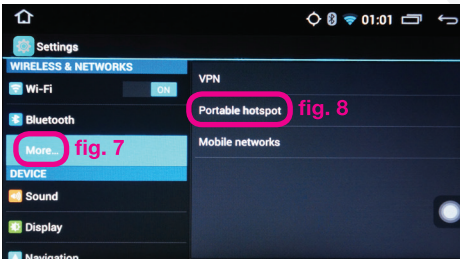 01:01
Settings
WIRELESS & NETWORKS
Wi-Fi
ON
Bluetooth
More...
fig. 7
DEVICE
Sound
Display
Navigation
VPN
Portable hotspot
fig. 8
Mobile networks